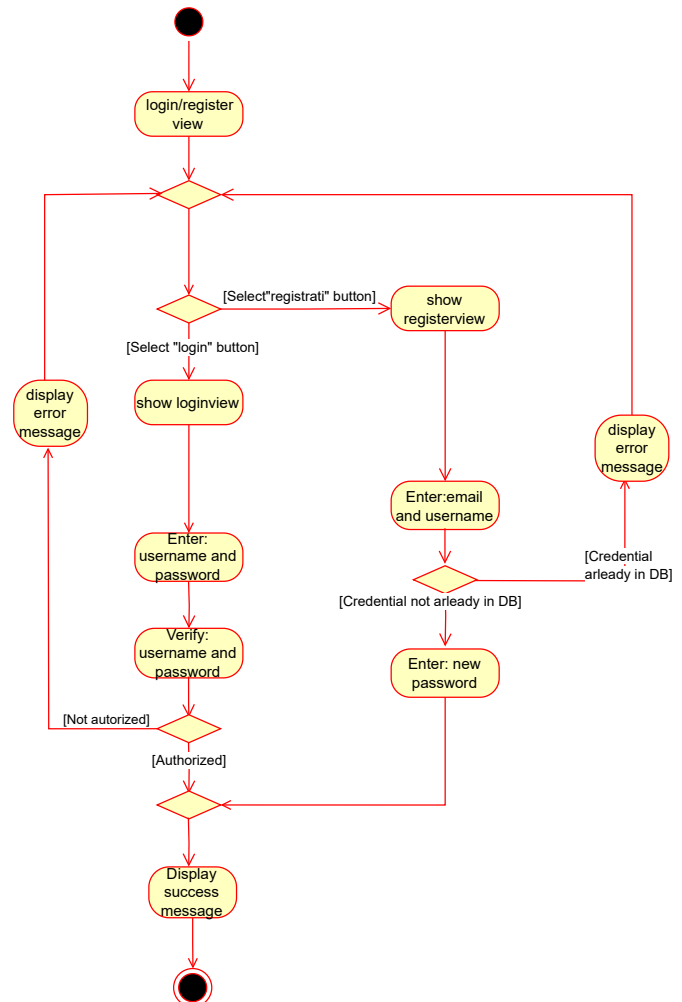 login/register
view
[Select"registrati" button]
show
registerview
[Select "login" button]
show loginview
display
error
message
display
error
message
Enter:email
and username
Enter:
username and
password
[Credential
arleady in DB]
[Credential not arleady in DB]
Verify:
username and
password
Enter: new
password
[Not autorized]
[Authorized]
Display
success
message